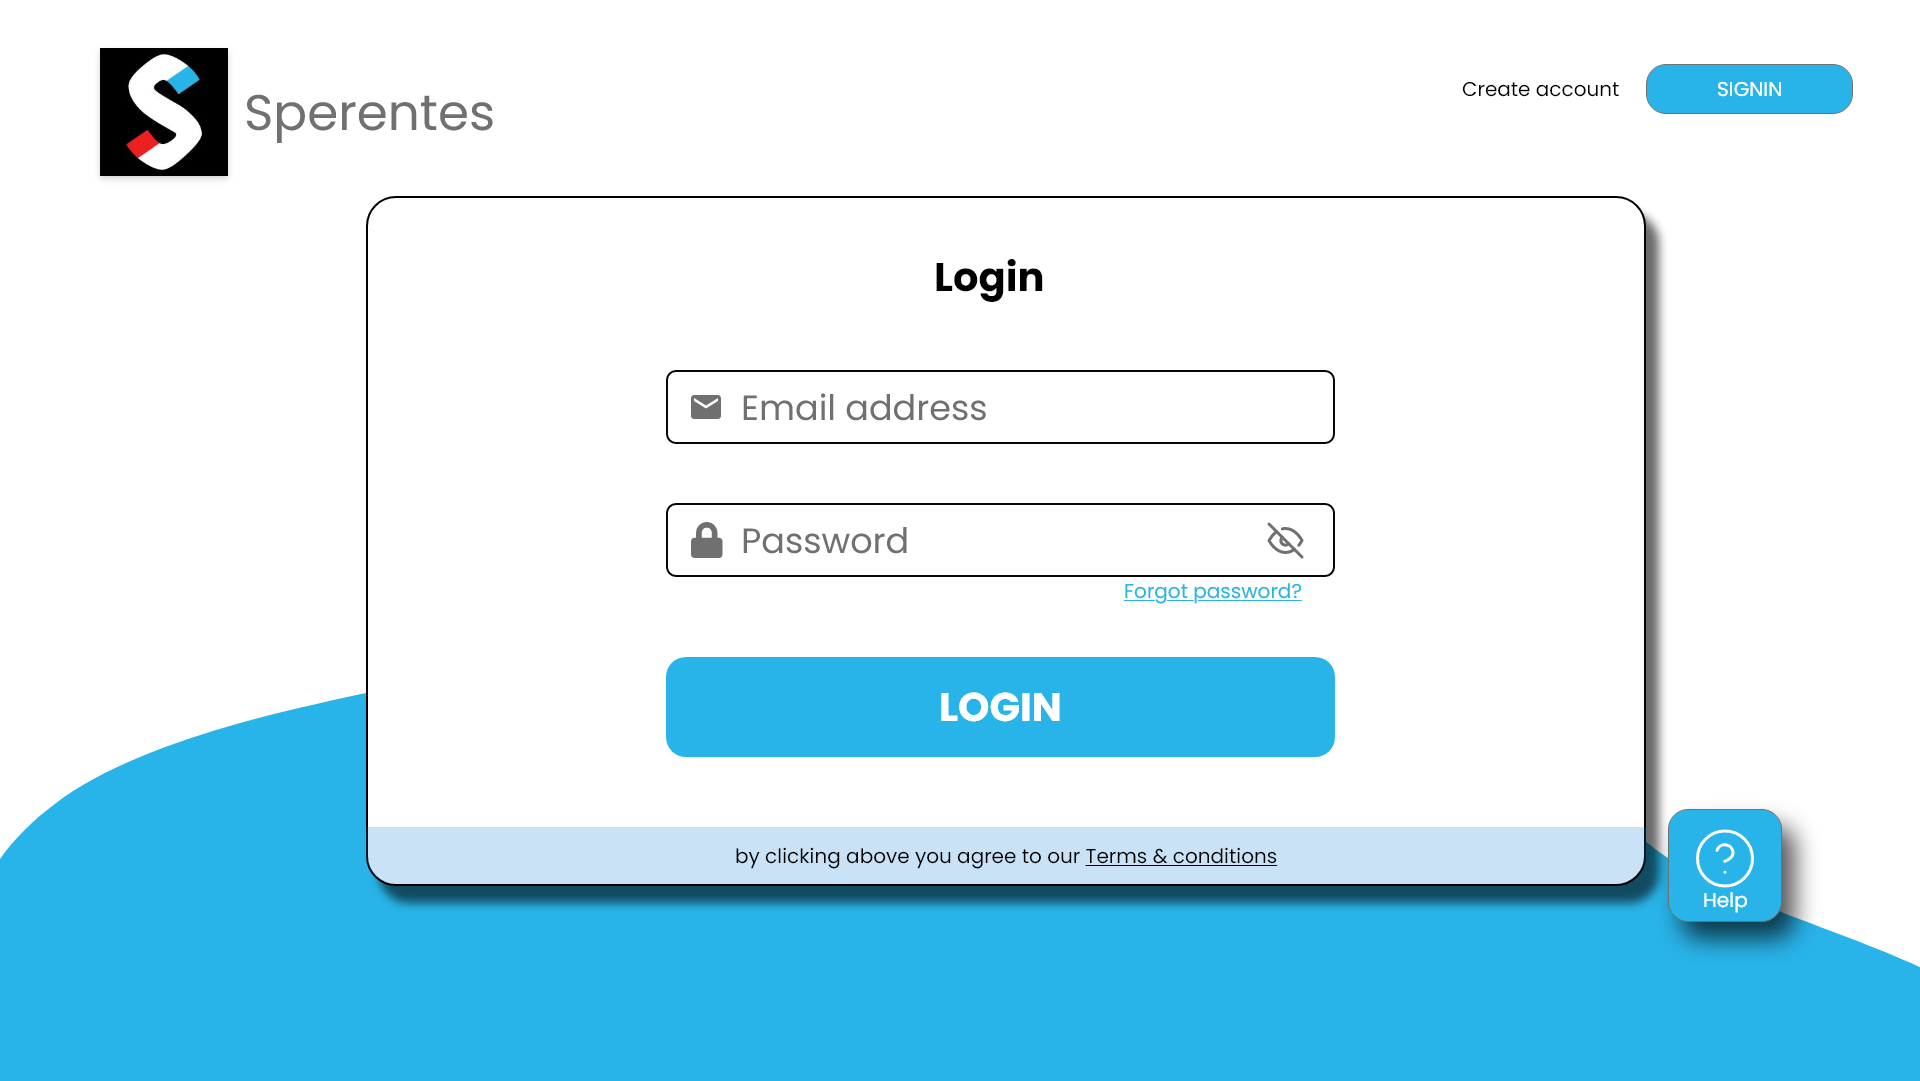 Sperentes
Create account
SIGNIN
Login
Email address
Password
Forgot password?
LOGIN
by clicking above you agree to our Terms & conditions
Help